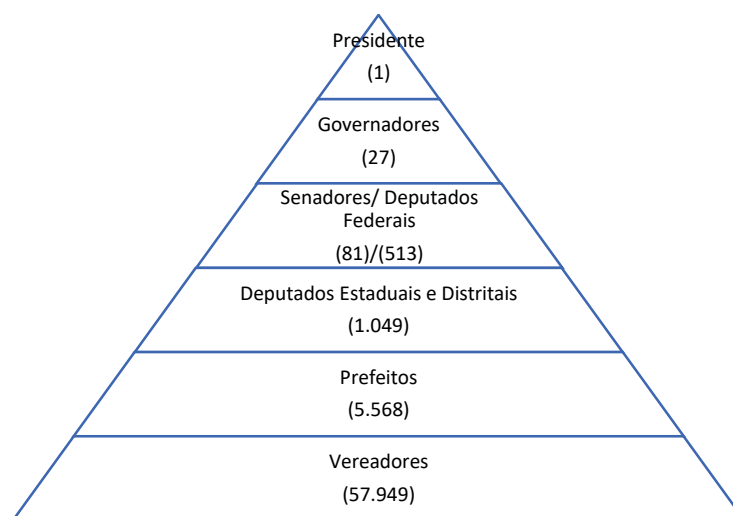 Presidente
(1)
Governadores
(27)
Senadores/ Deputados
Federais
(81)/(513)
Deputados Estaduais e Distritais
(1.049)
Prefeitos
(5.568)
Vereadores
(57.949)